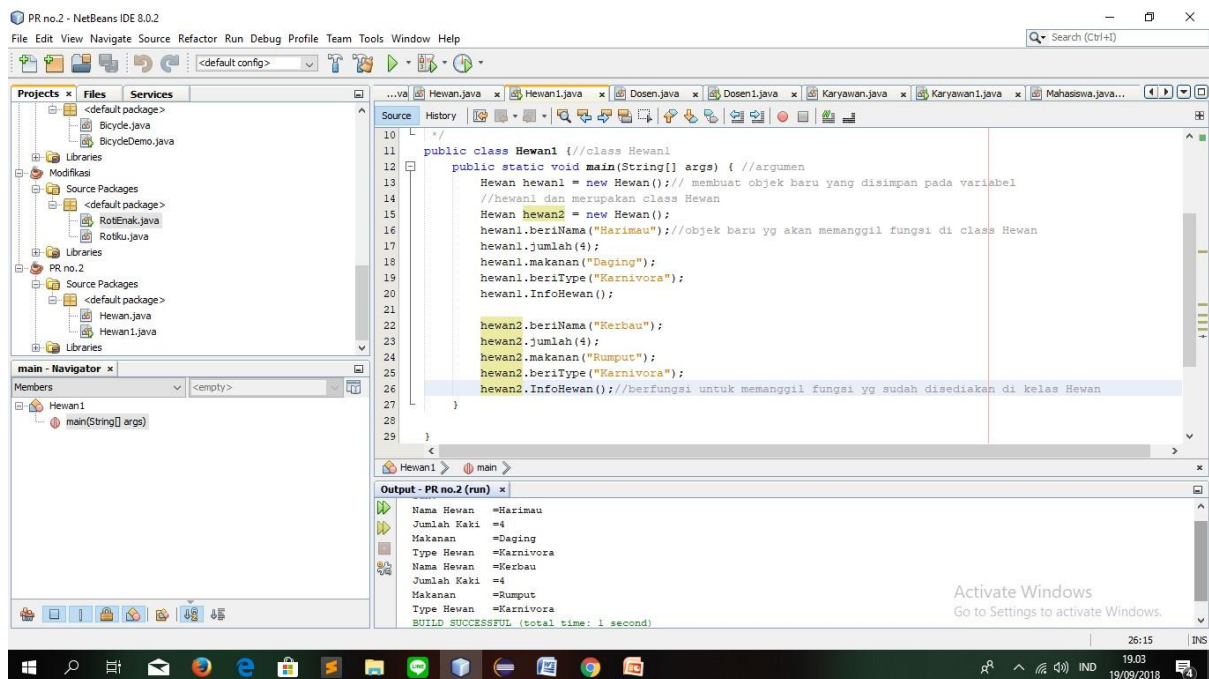 PR no.2 - NetBeans IDE 8.0.2
File Edit View Navigate Source Refactor Run Debug Profile Team Tools Window Help
Search (Ctrl+I)
<default config>
Projects Files Services
<default package>
Bicycle.java
BicycleDemo.java
Libraries
Modifikasi
Source Packages
<default package>
RotiEnak.java
Rotiku.java
Libraries
PR no.2
Source Packages
<default package>
Hewan.java
Hewan1.java
Libraries
main - Navigator
Members <empty>
Hewan1
main(String[] args)
...va Hewan.java Hewan1.java Dosen.java Dosen1.java Karyawan.java Karyawan1.java Mahasiswa.java...
Source History
10 */
11 public class Hewan1 {//class Hewan1
12 public static void main(String[] args) { //argumen
13 Hewan hewan1 = new Hewan();// membuat objek baru yang disimpan pada variabel
14 //hewan1 dan merupakan class Hewan
15 Hewan hewan2 = new Hewan();
16 hewan1.beriNama("Harimau");//objek baru yg akan memanggil fungsi di class Hewan
17 hewan1.jumlah(4);
18 hewan1.makanan("Daging");
19 hewan1.beriType("Karnivora");
20 hewan1.InfoHewan();
21
22 hewan2.beriNama("Kerbau");
23 hewan2.jumlah(4);
24 hewan2.makanan("Rumput");
25 hewan2.beriType("Karnivora");
26 hewan2.InfoHewan();//berfungsi untuk memanggil fungsi yg sudah disediakan di kelas Hewan
27 }
28
29 }
Hewan1 main
Output - PR no.2 (run)
Nama Hewan =Harimau
Jumlah Kaki =4
Makanan =Daging
Type Hewan =Karnivora
Nama Hewan =Kerbau
Jumlah Kaki =4
Makanan =Rumput
Type Hewan =Karnivora
BUILD SUCCESSFUL (total time: 1 second)
Activate Windows
Go to Settings to activate Windows.
26:15 INS
IND
19.03
19/09/2018
4